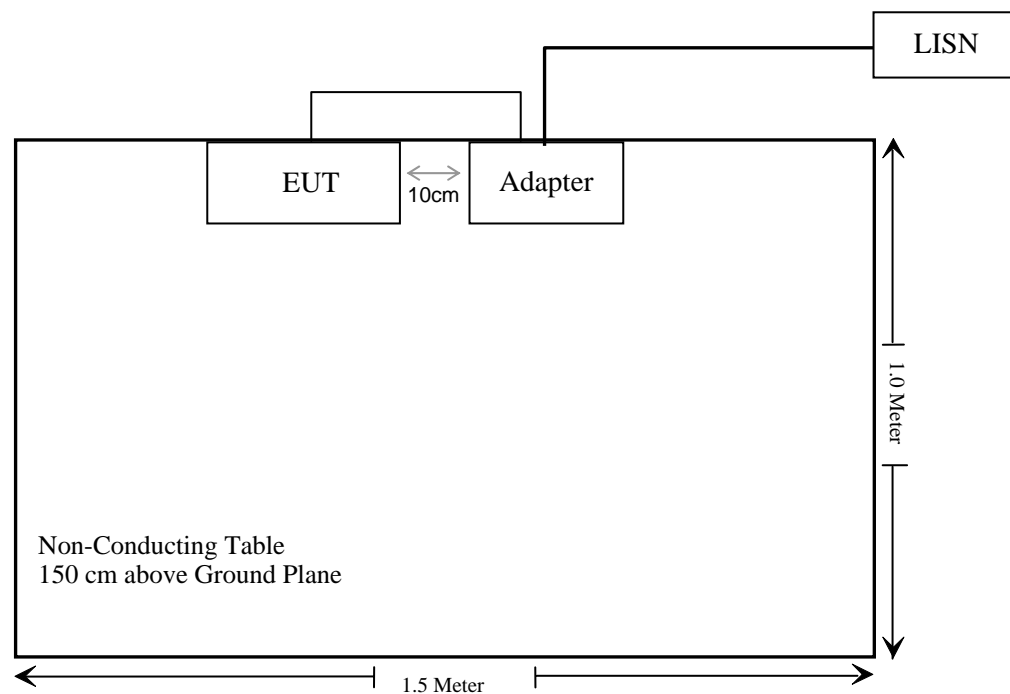 LISN
EUT
10cm
Adapter
1.0 Meter
Non-Conducting Table
150 cm above Ground Plane
1.5 Meter